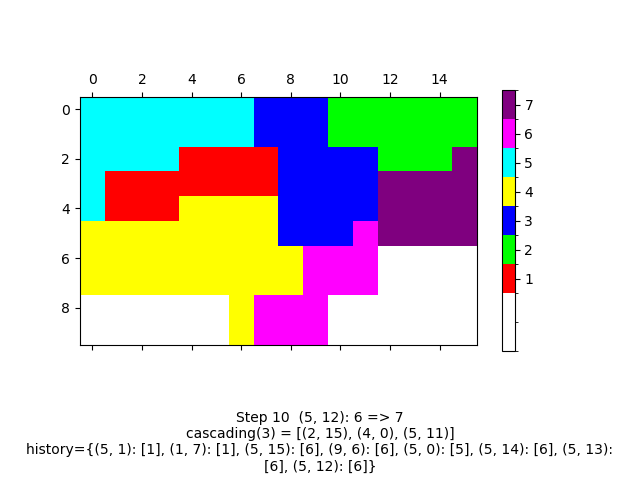 0 2 4 6 8 10 12 14
0
2
4
6
8
7
6
5
4
3
2
1
Step 10  (5, 12): 6 => 7
cascading(3) = [(2, 15), (4, 0), (5, 11)]
history={(5, 1): [1], (1, 7): [1], (5, 15): [6], (9, 6): [6], (5, 0): [5], (5, 14): [6], (5, 13):
[6], (5, 12): [6]}